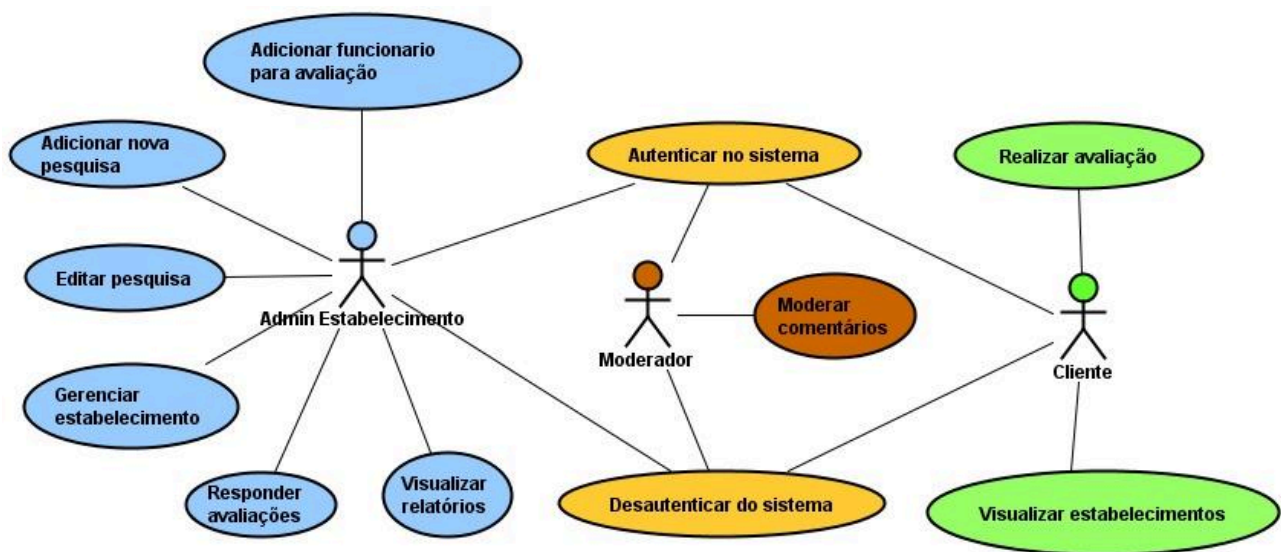 Adicionar funcionario
para avaliação
Adicionar nova
pesquisa
Autenticar no sistema
Realizar avaliação
Editar pesquisa
Admin Estabelecimento
Moderar
comentários
Moderador
Cliente
Gerenciar
estabelecimento
Responder
avaliações
Visualizar
relatórios
Desautenticar do sistema
Visualizar estabelecimentos